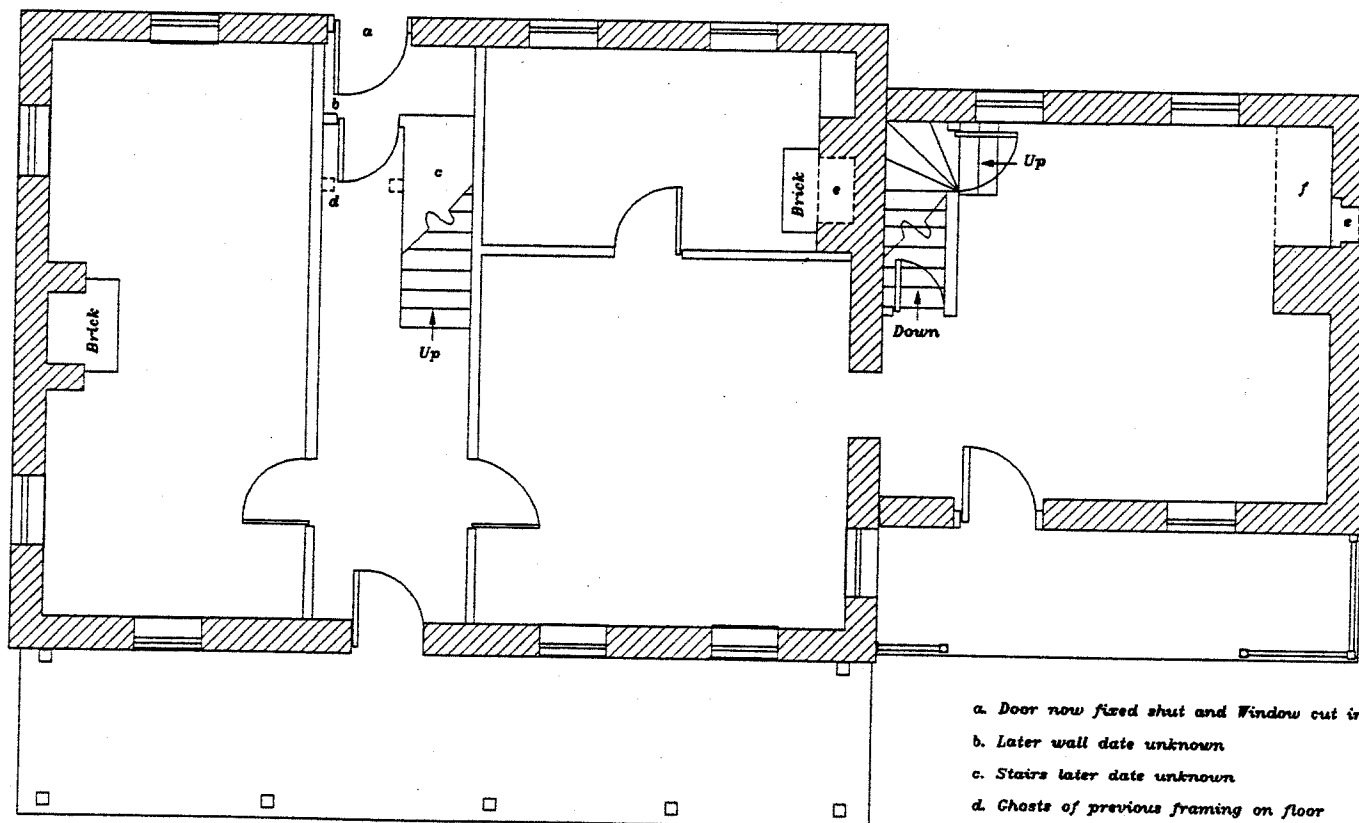 a
b
Up
c
d
Brick
e
f
e
Brick
Down
Up
a. Door now fixed shut and Window cut
b. Later wall date unknown
c. Stairs later date unknown
d. Ghosts of previous framing on floor